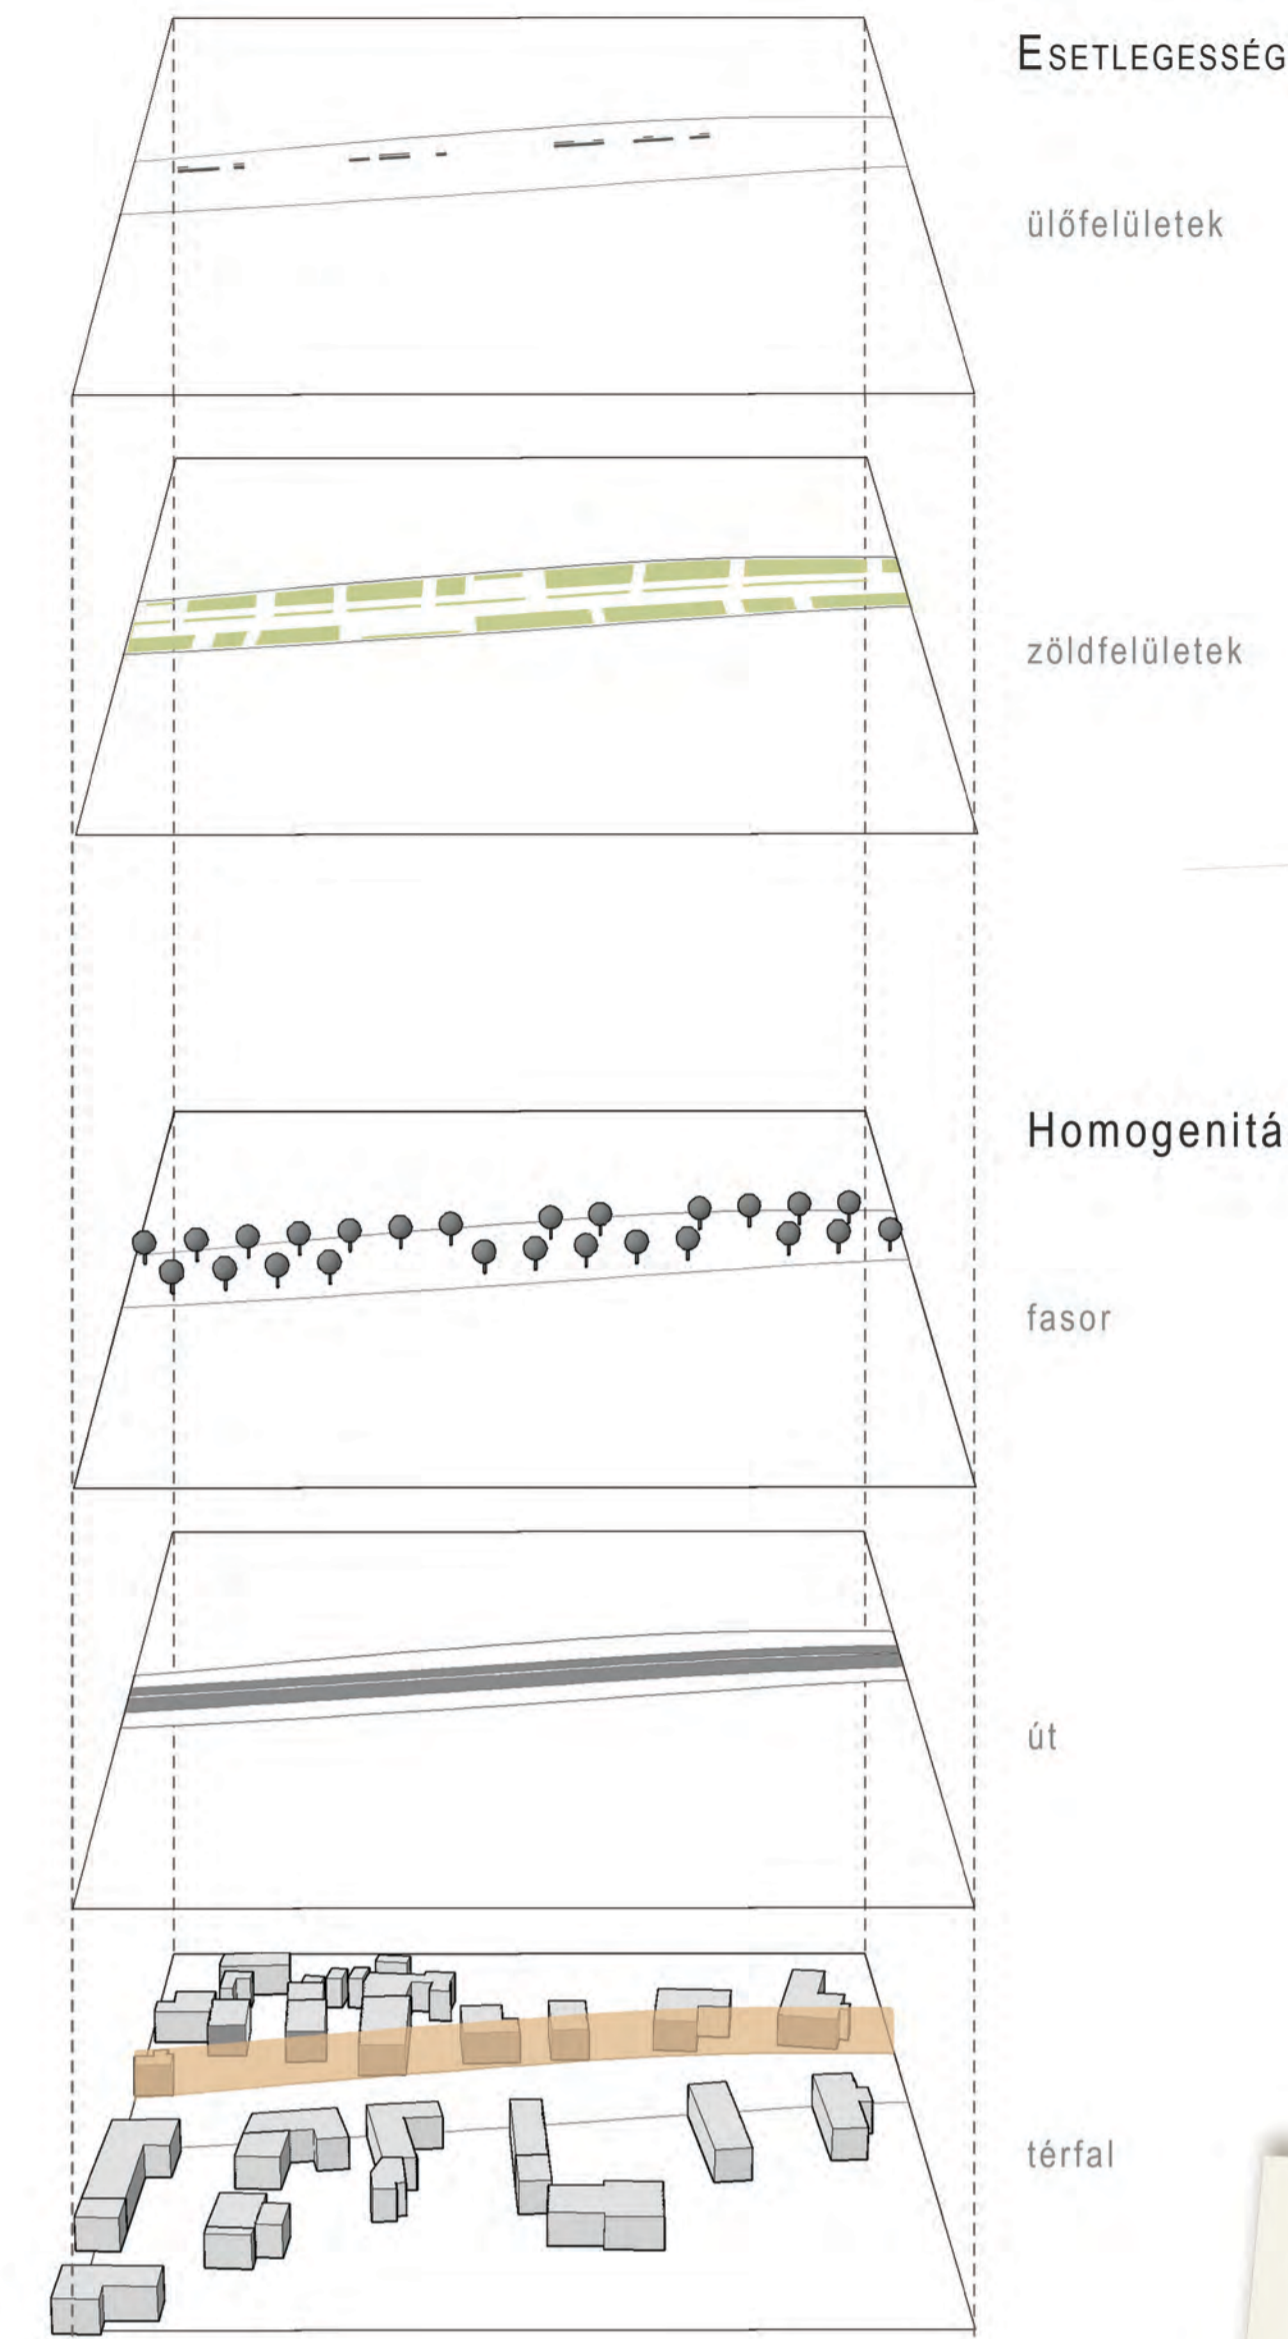 ESETLEGESSÉG
ülőfelületek
zöldfelületek
Homogenitá
fasor
út
térfal